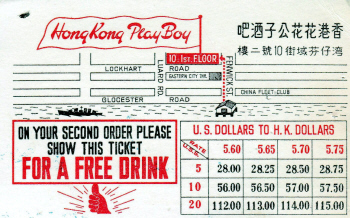 Hong Kong Play Boy
香港花花公子酒吧
灣芬域街10號二樓
10. 1ST. FLOOR
LOCKHART ROAD
EASTERN CITY
LUARD RD.
FENWICK ST
CHINA FLEET-CLUB
GLOCESTER ROAD
ON YOUR SECOND ORDER PLEASE
SHOW THIS TICKET
FOR A FREE DRINK
U.S. DOLLARS TO H.K. DOLLARS
RATE U.S.$. 5.60 5.65 5.70 5.75
5 28.00 28.25 28.50 28.75
10 56.00 56.50 57.00 57.50
20 112.00 113.00 114.00 115.00